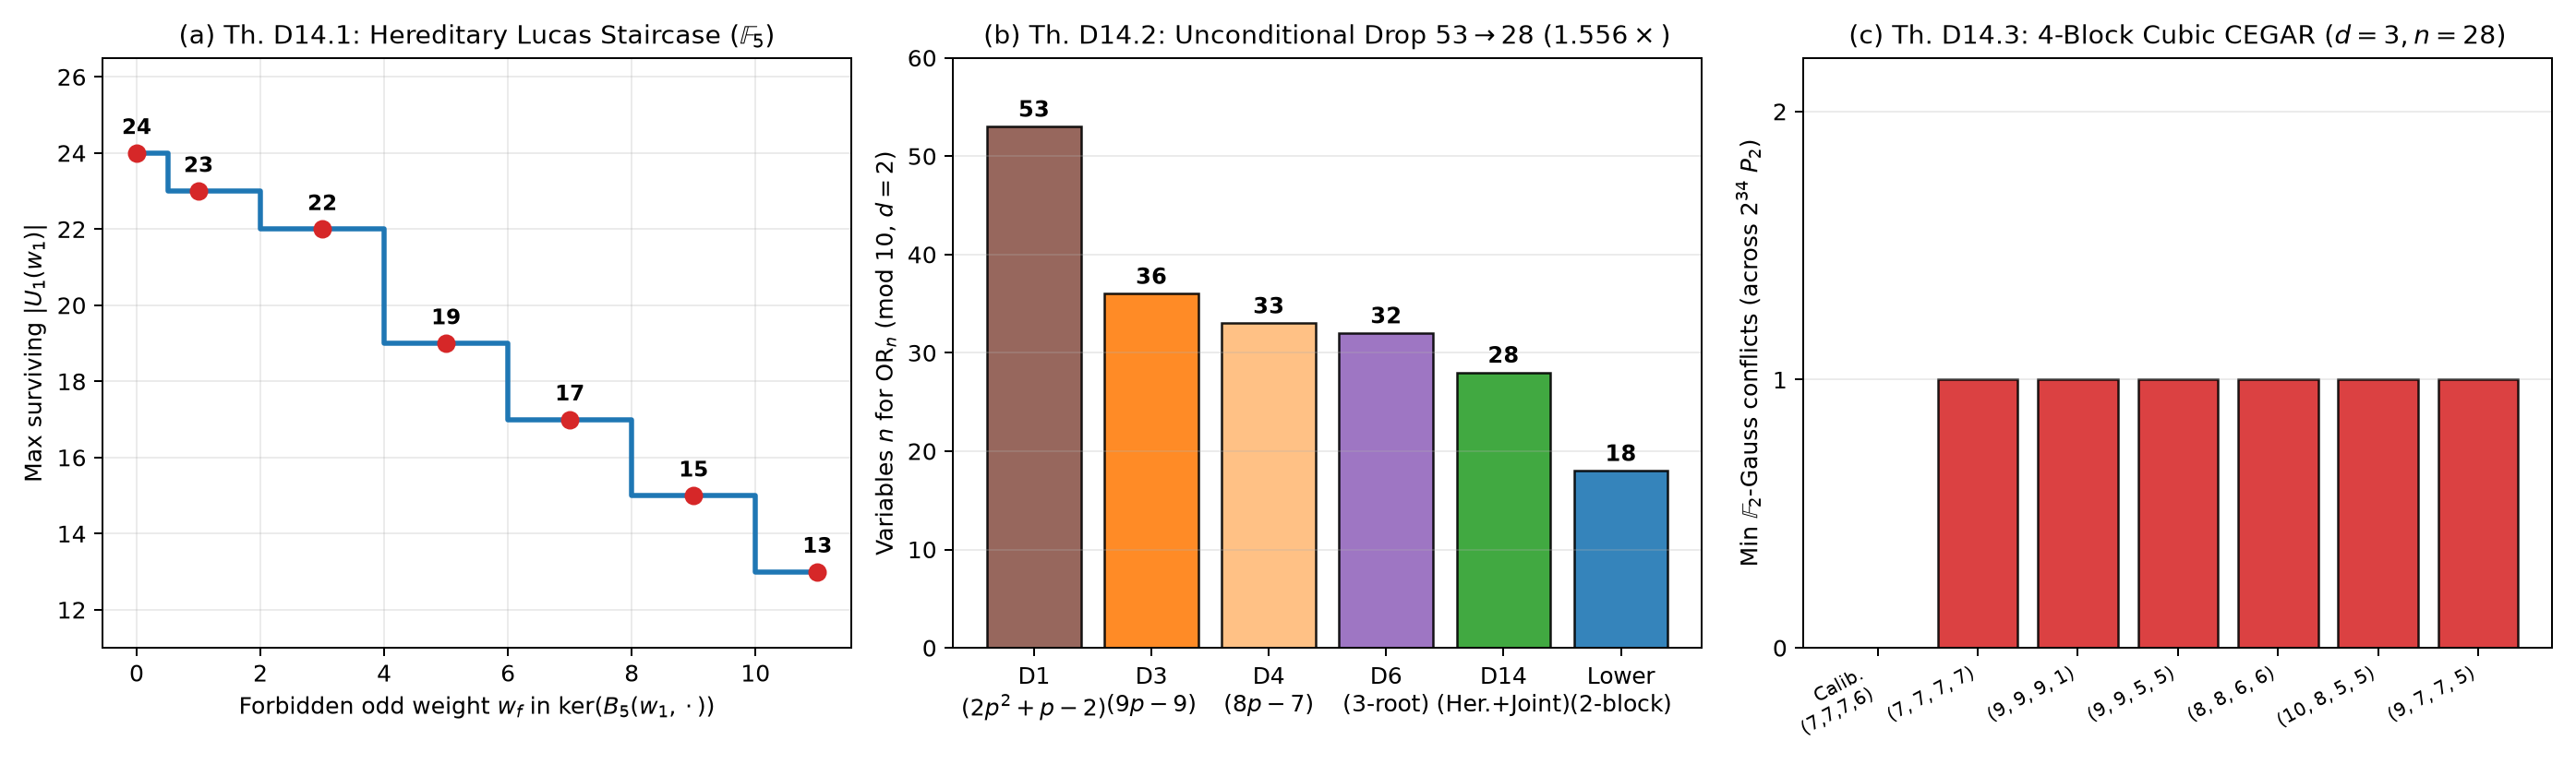 (a) Th. D14.1: Hereditary Lucas Staircase (𝔽₅)
Max surviving |U₁(w₁)|
26
24
22
20
18
16
14
12
24
23
22
19
17
15
13
0 2 4 6 8 10
Forbidden odd weight w_f in ker(B₅(w₁, ·))
(b) Th. D14.2: Unconditional Drop 53 → 28 (1.556 ×)
Variables n for ORₙ (mod 10, d = 2)
60
50
40
30
20
10
0
53
36
33
32
28
18
D1 D3 D4 D6 D14 Lower
(2p² + p − 2) (9p − 9) (8p − 7) (3-root) (Her.+Joint) (2-block)
(c) Th. D14.3: 4-Block Cubic CEGAR (d = 3, n = 28)
Min 𝔽₂-Gauss conflicts (across 2³⁴ P₂)
2
1
0
Calib.
(7,7,7,6)
(7, 7, 7, 7)
(9, 9, 9, 1)
(9, 9, 5, 5)
(8, 8, 6, 6)
(10, 8, 5, 5)
(9, 7, 7, 5)